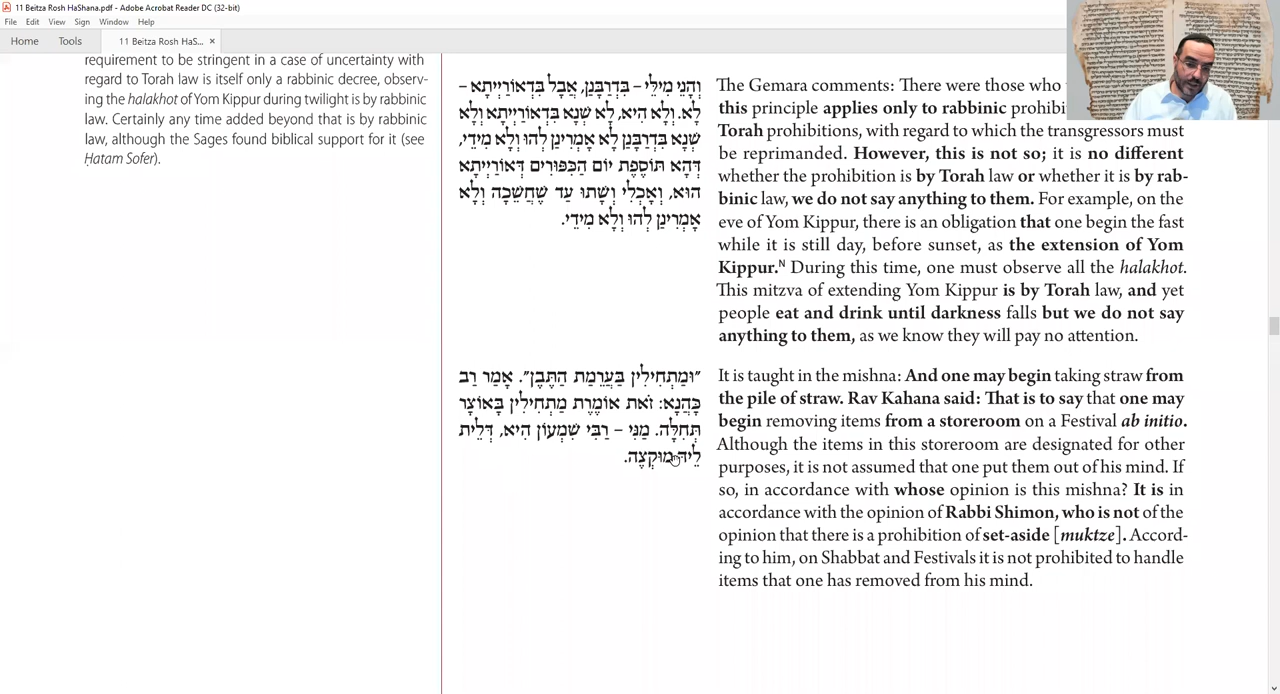 11 Beitza Rosh HaShana.pdf - Adobe Acrobat Reader DC (32-bit)
File Edit View Sign Window Help
Home Tools 11 Beitza Rosh HaS... ×
requirement to be stringent in a case of uncertainty with
regard to Torah law is itself only a rabbinic decree, observ-
ing the halakhot of Yom Kippur during twilight is by rabbinic
law. Certainly any time added beyond that is by rabbinic
law, although the Sages found biblical support for it (see
Ḥatam Sofer).
וְהָנֵי מִילֵּי – בִּדְרַבָּנַן, אֲבָל בִּדְאוֹרַיְיתָא –
לָא. וְלָא הִיא, לָא שְׁנָא בִּדְאוֹרַיְיתָא וְלָא
שְׁנָא בִּדְרַבָּנַן לָא אָמְרִינַן לְהוּ וְלָא מִידֵּי,
דְּהָא תּוֹסֶפֶת יוֹם הַכִּפּוּרִים דְּאוֹרַיְיתָא
הוּא, וְאָכְלִי וְשָׁתוּ עַד שֶׁחֲשֵׁכָה וְלָא
אָמְרִינַן לְהוּ וְלָא מִידֵּי.
״וּמַתְחִילִין בַּעֲרֵמַת הַתֶּבֶן״. אָמַר רַב
כָּהֲנָא: זֹאת אוֹמֶרֶת מַתְחִילִין בָּאוֹצָר
תְּחִלָּה. מַנִּי – רַבִּי שִׁמְעוֹן הִיא, דְּלֵית
לֵיהּ מוּקְצֶה.
The Gemara comments: There were those who
this principle applies only to rabbinic
Torah prohibitions, with regard to which the transgressors must
be reprimanded. However, this is not so; it is no different
whether the prohibition is by Torah law or whether it is by rab-
binic law, we do not say anything to them. For example, on the
eve of Yom Kippur, there is an obligation that one begin the fast
while it is still day, before sunset, as the extension of Yom
Kippur.N During this time, one must observe all the halakhot.
This mitzva of extending Yom Kippur is by Torah law, and yet
people eat and drink until darkness falls but we do not say
anything to them, as we know they will pay no attention.
It is taught in the mishna: And one may begin taking straw from
the pile of straw. Rav Kahana said: That is to say that one may
begin removing items from a storeroom on a Festival ab initio.
Although the items in this storeroom are designated for other
purposes, it is not assumed that one put them out of his mind. If
so, in accordance with whose opinion is this mishna? It is in
accordance with the opinion of Rabbi Shimon, who is not of the
opinion that there is a prohibition of set-aside [muktze]. Accord-
ing to him, on Shabbat and Festivals it is not prohibited to handle
items that one has removed from his mind.